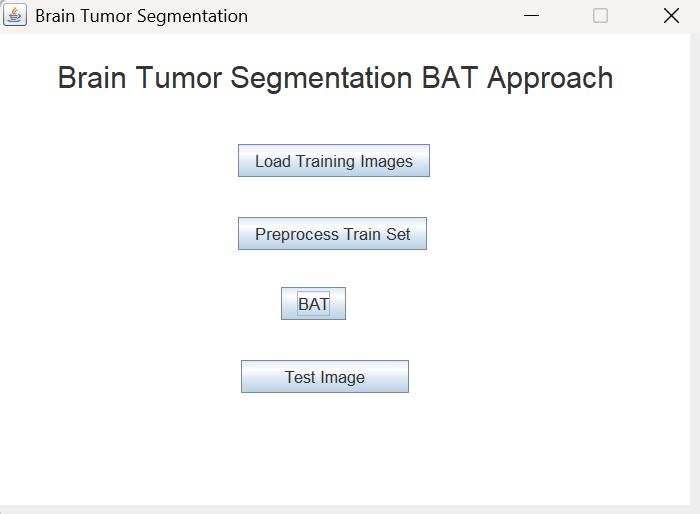 Brain Tumor Segmentation
Brain Tumor Segmentation BAT Approach
Load Training Images
Preprocess Train Set
BAT
Test Image